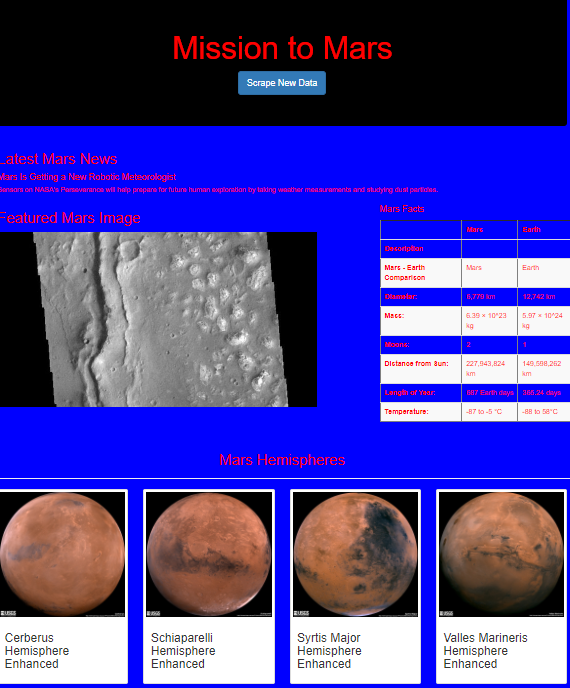 Mission to Mars
Scrape New Data
Latest Mars News
Mars Is Getting a New Robotic Meteorologist
Sensors on NASA's Perseverance will help prepare for future human exploration by taking weather measurements and studying dust particles.
Featured Mars Image
Mars Facts
Mars Earth
Description
Mars - Earth
Comparison
Mars Earth
Diameter: 6,779 km 12,742 km
Mass: 6.39 × 10^23
kg
5.97 × 10^24
kg
Moons: 2 1
Distance from Sun: 227,943,824
km
149,598,262
km
Length of Year: 687 Earth days 365.24 days
Temperature: -87 to -5 °C -88 to 58°C
Mars Hemispheres
USGS
USGS
USGS
USGS
Cerberus
Hemisphere
Enhanced
Schiaparelli
Hemisphere
Enhanced
Syrtis Major
Hemisphere
Enhanced
Valles Marineris
Hemisphere
Enhanced